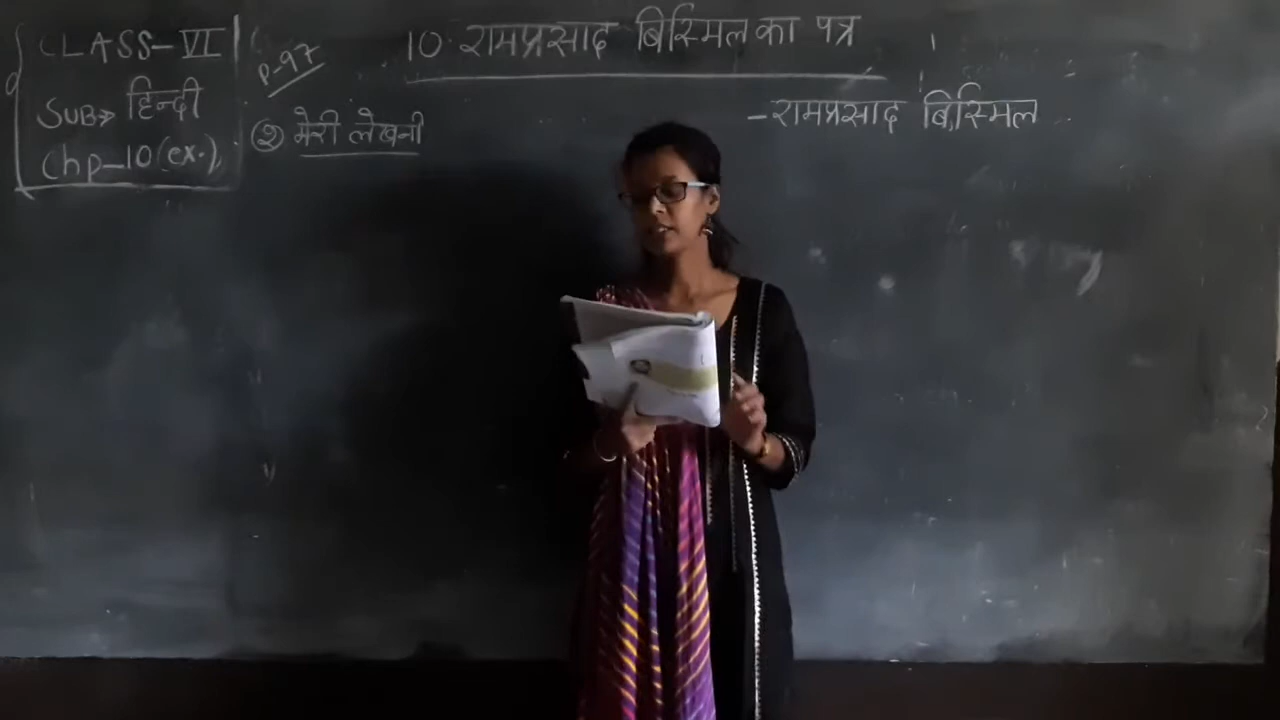 CLASS-VI
SUB⇒ हिन्दी
Chp-10(ex.)
P-97
10. रामप्रसाद बिस्मिल का पत्र
-रामप्रसाद बिस्मिल
② मेरी लेखनी